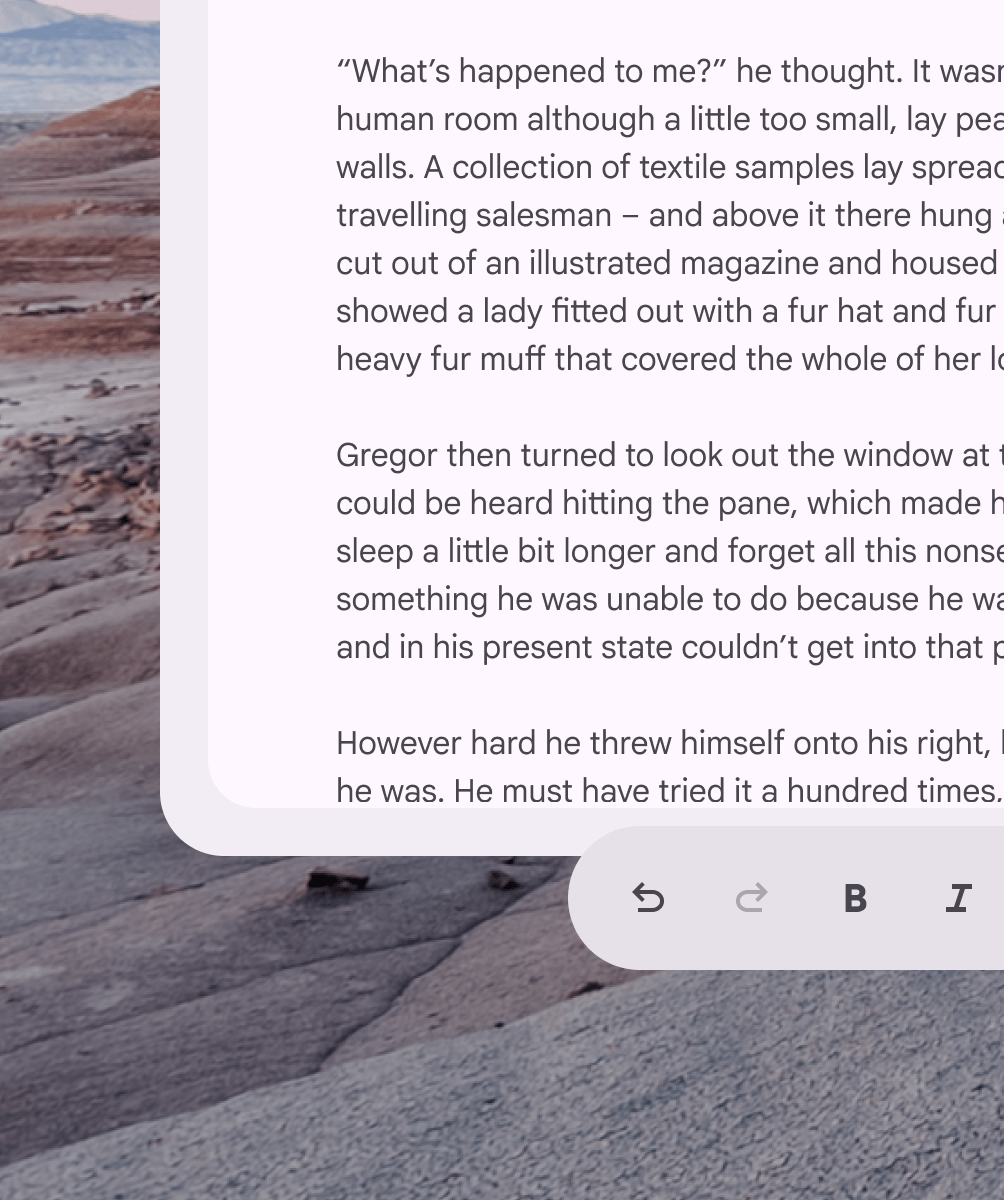 “What’s happened to me?” he thought. It
human room although a little too small, lay
walls. A collection of textile samples lay
travelling salesman – and above it there hung
cut out of an illustrated magazine and housed
showed a lady fitted out with a fur hat and fur
heavy fur muff that covered the whole of her
Gregor then turned to look out the window at
could be heard hitting the pane, which made
sleep a little bit longer and forget all this
something he was unable to do because he
and in his present state couldn’t get into that
However hard he threw himself onto his right,
he was. He must have tried it a hundred times,
B I